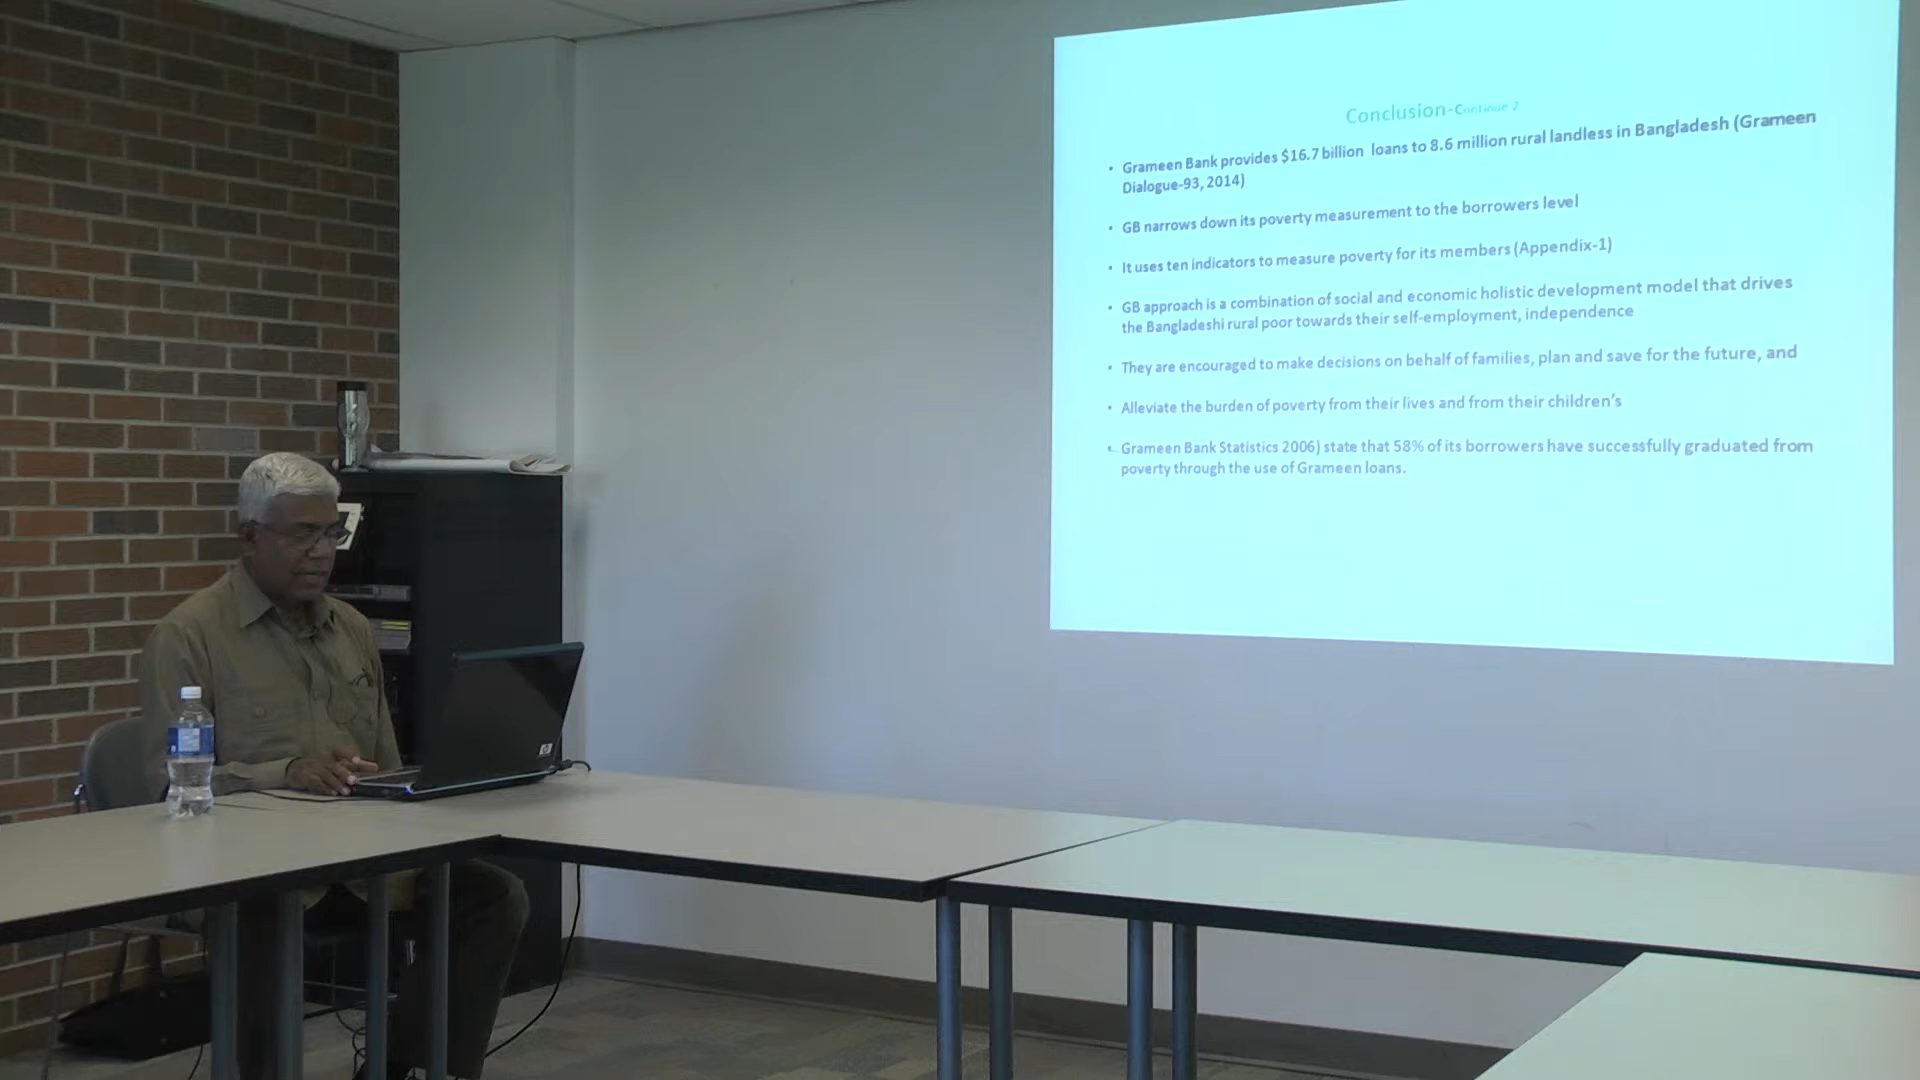 Conclusion-Continue 2
• Grameen Bank provides $16.7 billion loans to 8.6 million rural landless in Bangladesh (Grameen
Dialogue-93, 2014)
• GB narrows down its poverty measurement to the borrowers level
• It uses ten indicators to measure poverty for its members (Appendix-1)
• GB approach is a combination of social and economic holistic development model that drives
the Bangladeshi rural poor towards their self-employment, independence
• They are encouraged to make decisions on behalf of families, plan and save for the future, and
• Alleviate the burden of poverty from their lives and from their children's
• Grameen Bank Statistics 2006) state that 58% of its borrowers have successfully graduated from
poverty through the use of Grameen loans.
hp